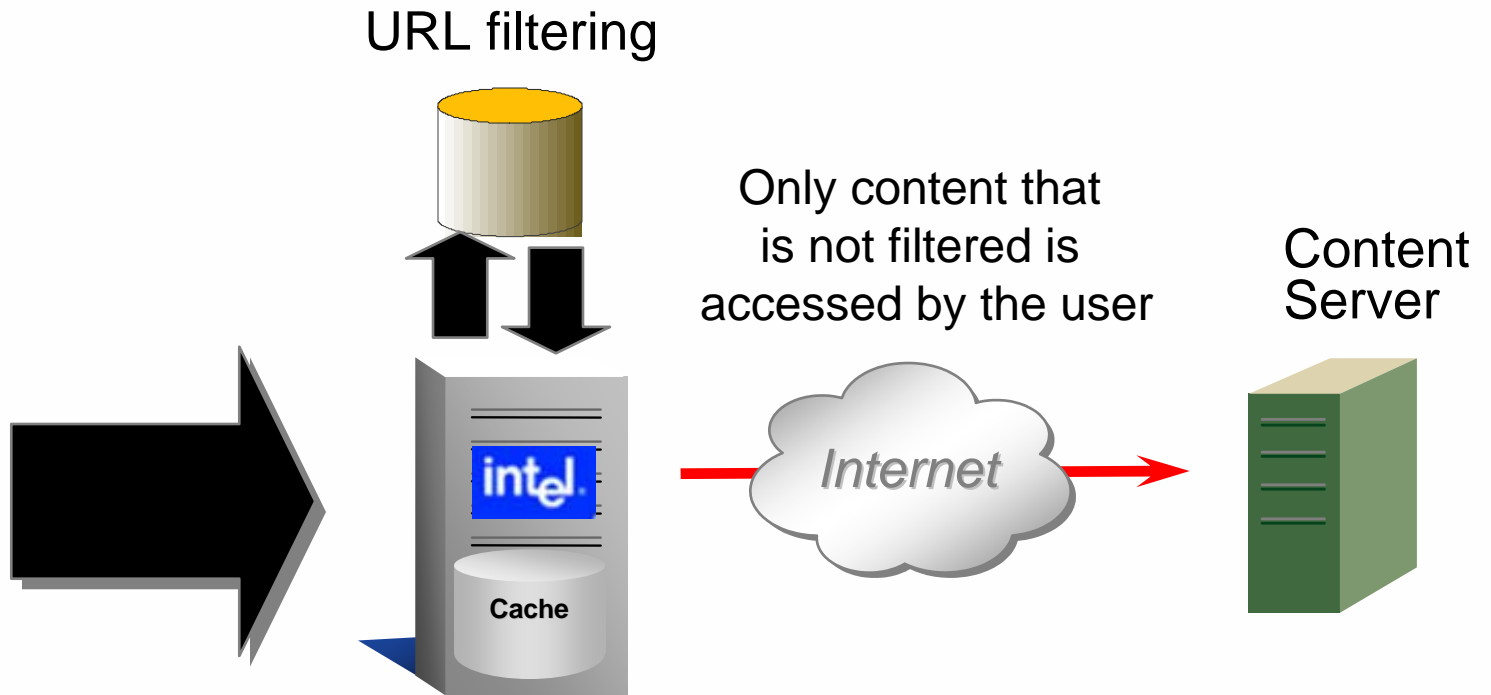 URL filtering
Only content that
is not filtered is
accessed by the user
Content
Server
intel.
Internet
Cache